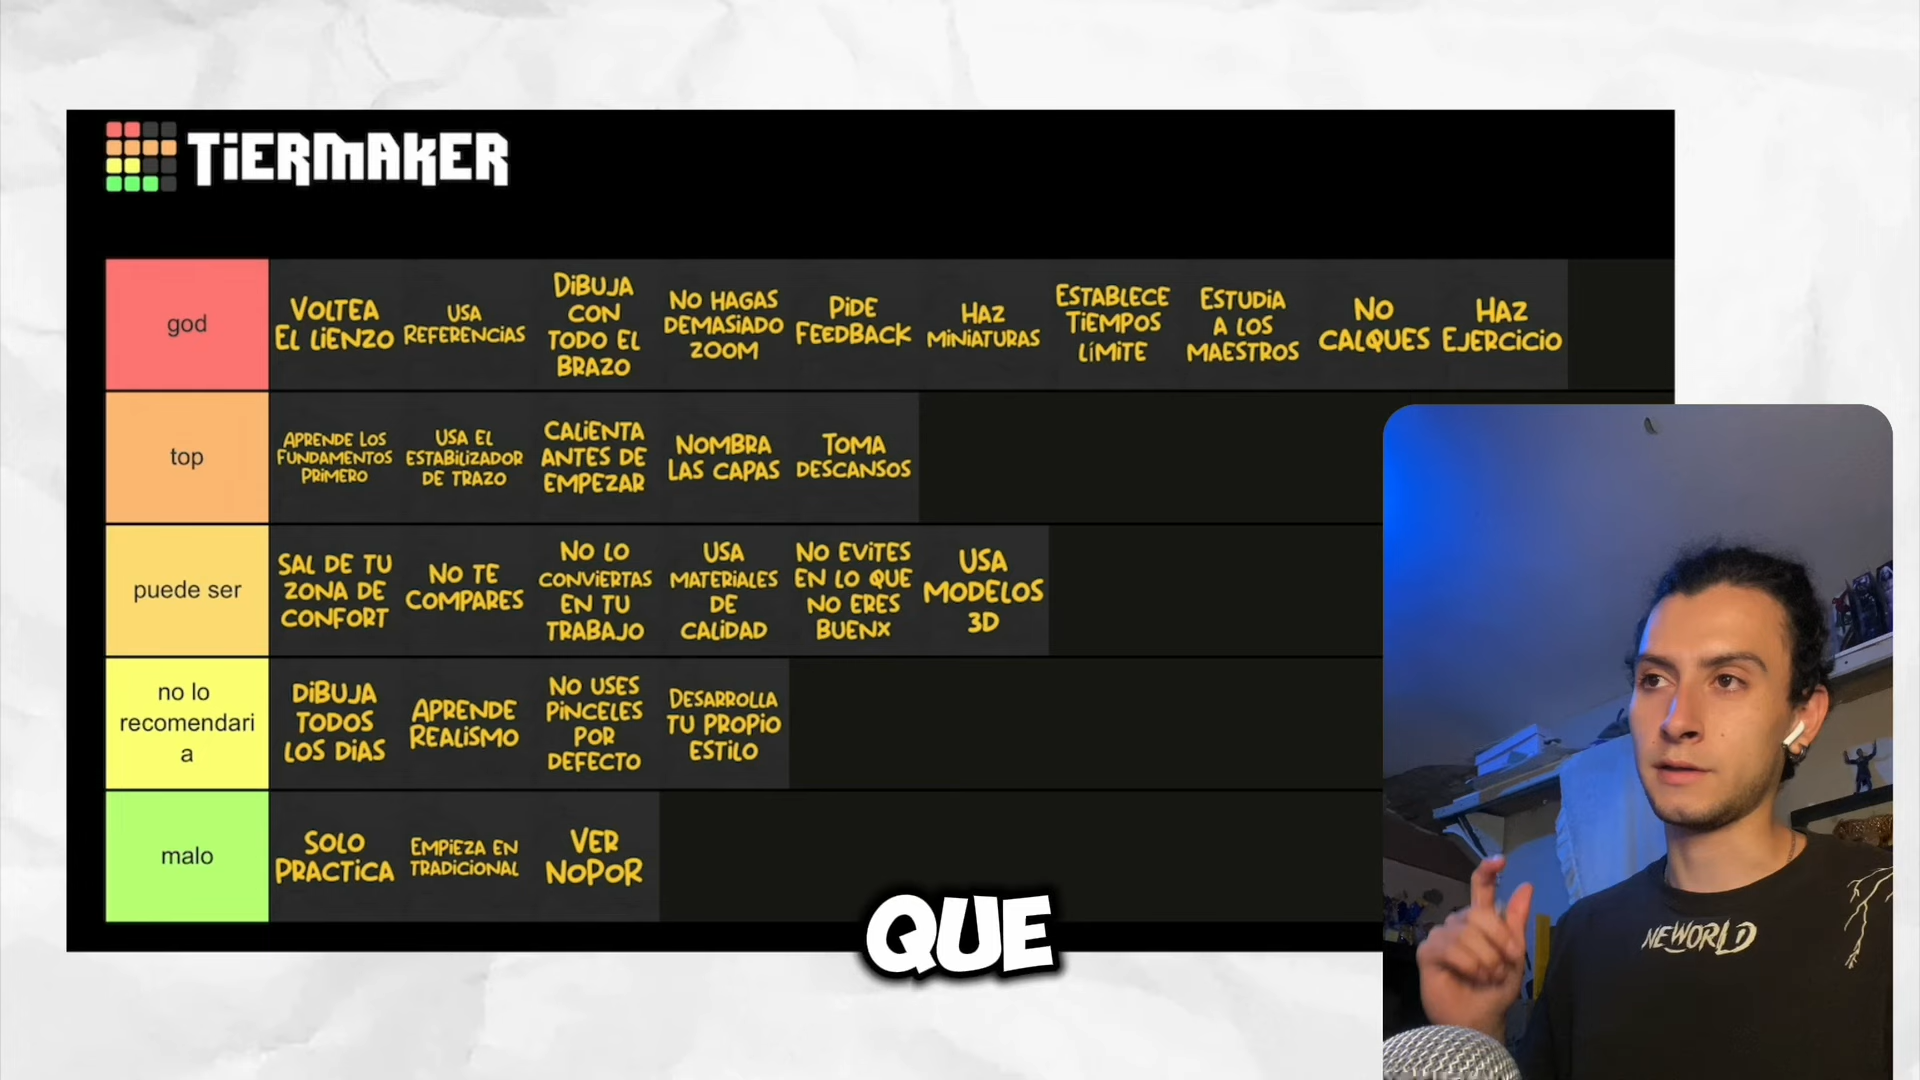 TiERMAKER
god
VOLTEA
EL LiENZO
USA
REFERENCiAS
DiBUJA
CON
TODO EL
BRAZO
NO HAGAS
DEMASiADO
ZOOM
PiDE
FEEDBACK
HAZ
MiNiATURAS
ESTABLECE
TiEMPOS
LÍMiTE
ESTUDiA
A LOS
MAESTROS
NO
CALQUES
HAZ
EJERCiCiO
top
APRENDE LOS
FUNDAMENTOS
PRiMERO
USA EL
ESTABiLiZADOR
DE TRAZO
CALiENTA
ANTES DE
EMPEZAR
NOMBRA
LAS CAPAS
TOMA
DESCANSOS
puede ser
SAL DE TU
ZONA DE
CONFORT
NO TE
COMPARES
NO LO
CONViERTAS
EN TU
TRABAJO
USA
MATERiALES
DE
CALiDAD
NO EViTES
EN LO QUE
NO ERES
BUENX
USA
MODELOS
3D
no lo
recomendari
a
DiBUJA
TODOS
LOS DiAS
APRENDE
REALiSMO
NO USES
PiNCELES
POR
DEFECTO
DESARROLLA
TU PROPiO
ESTiLO
malo
SOLO
PRACTiCA
EMPiEZA EN
TRADiCiONAL
VER
NOPOR
QUE
NEWORLD